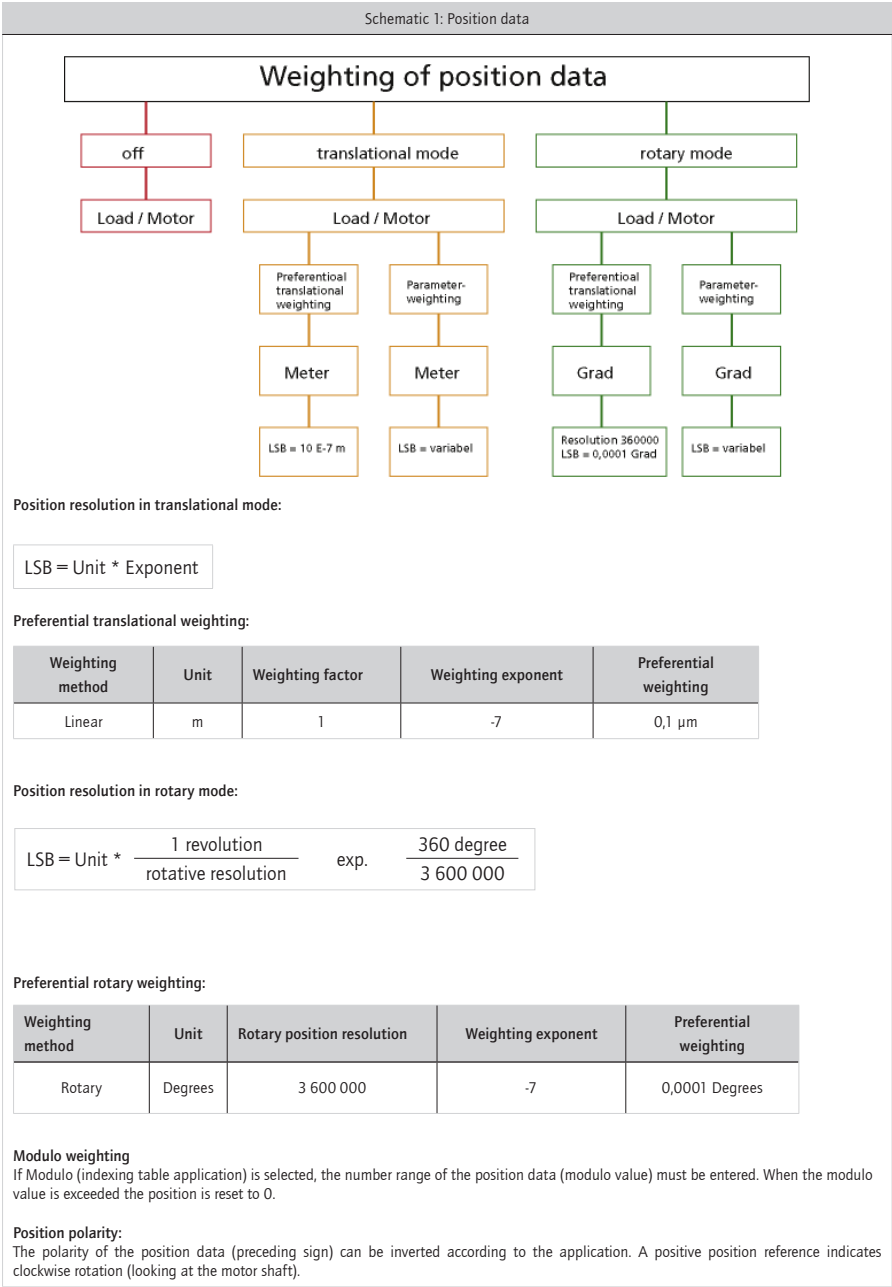 Schematic 1: Position data
Weighting of position data
off
translational mode
rotary mode
Load / Motor
Load / Motor
Load / Motor
Preferentioal
translational
weighting
Parameter-
weighting
Preferentioal
translational
weighting
Parameter-
weighting
Meter
Meter
Grad
Grad
LSB = 10 E-7 m
LSB = variabel
Resolution 360000
LSB = 0,0001 Grad
LSB = variabel
Position resolution in translational mode:
LSB = Unit * Exponent
Preferential translational weighting:
Weighting
method
Unit
Weighting factor
Weighting exponent
Preferential
weighting
Linear
m
1
-7
0,1 µm
Position resolution in rotary mode:
LSB = Unit *
1 revolution
rotative resolution
exp.
360 degree
3 600 000
Preferential rotary weighting:
Weighting
method
Unit
Rotary position resolution
Weighting exponent
Preferential
weighting
Rotary
Degrees
3 600 000
-7
0,0001 Degrees
Modulo weighting
If Modulo (indexing table application) is selected, the number range of the position data (modulo value) must be entered. When the modulo
value is exceeded the position is reset to 0.
Position polarity:
The polarity of the position data (preceding sign) can be inverted according to the application. A positive position reference indicates
clockwise rotation (looking at the motor shaft).